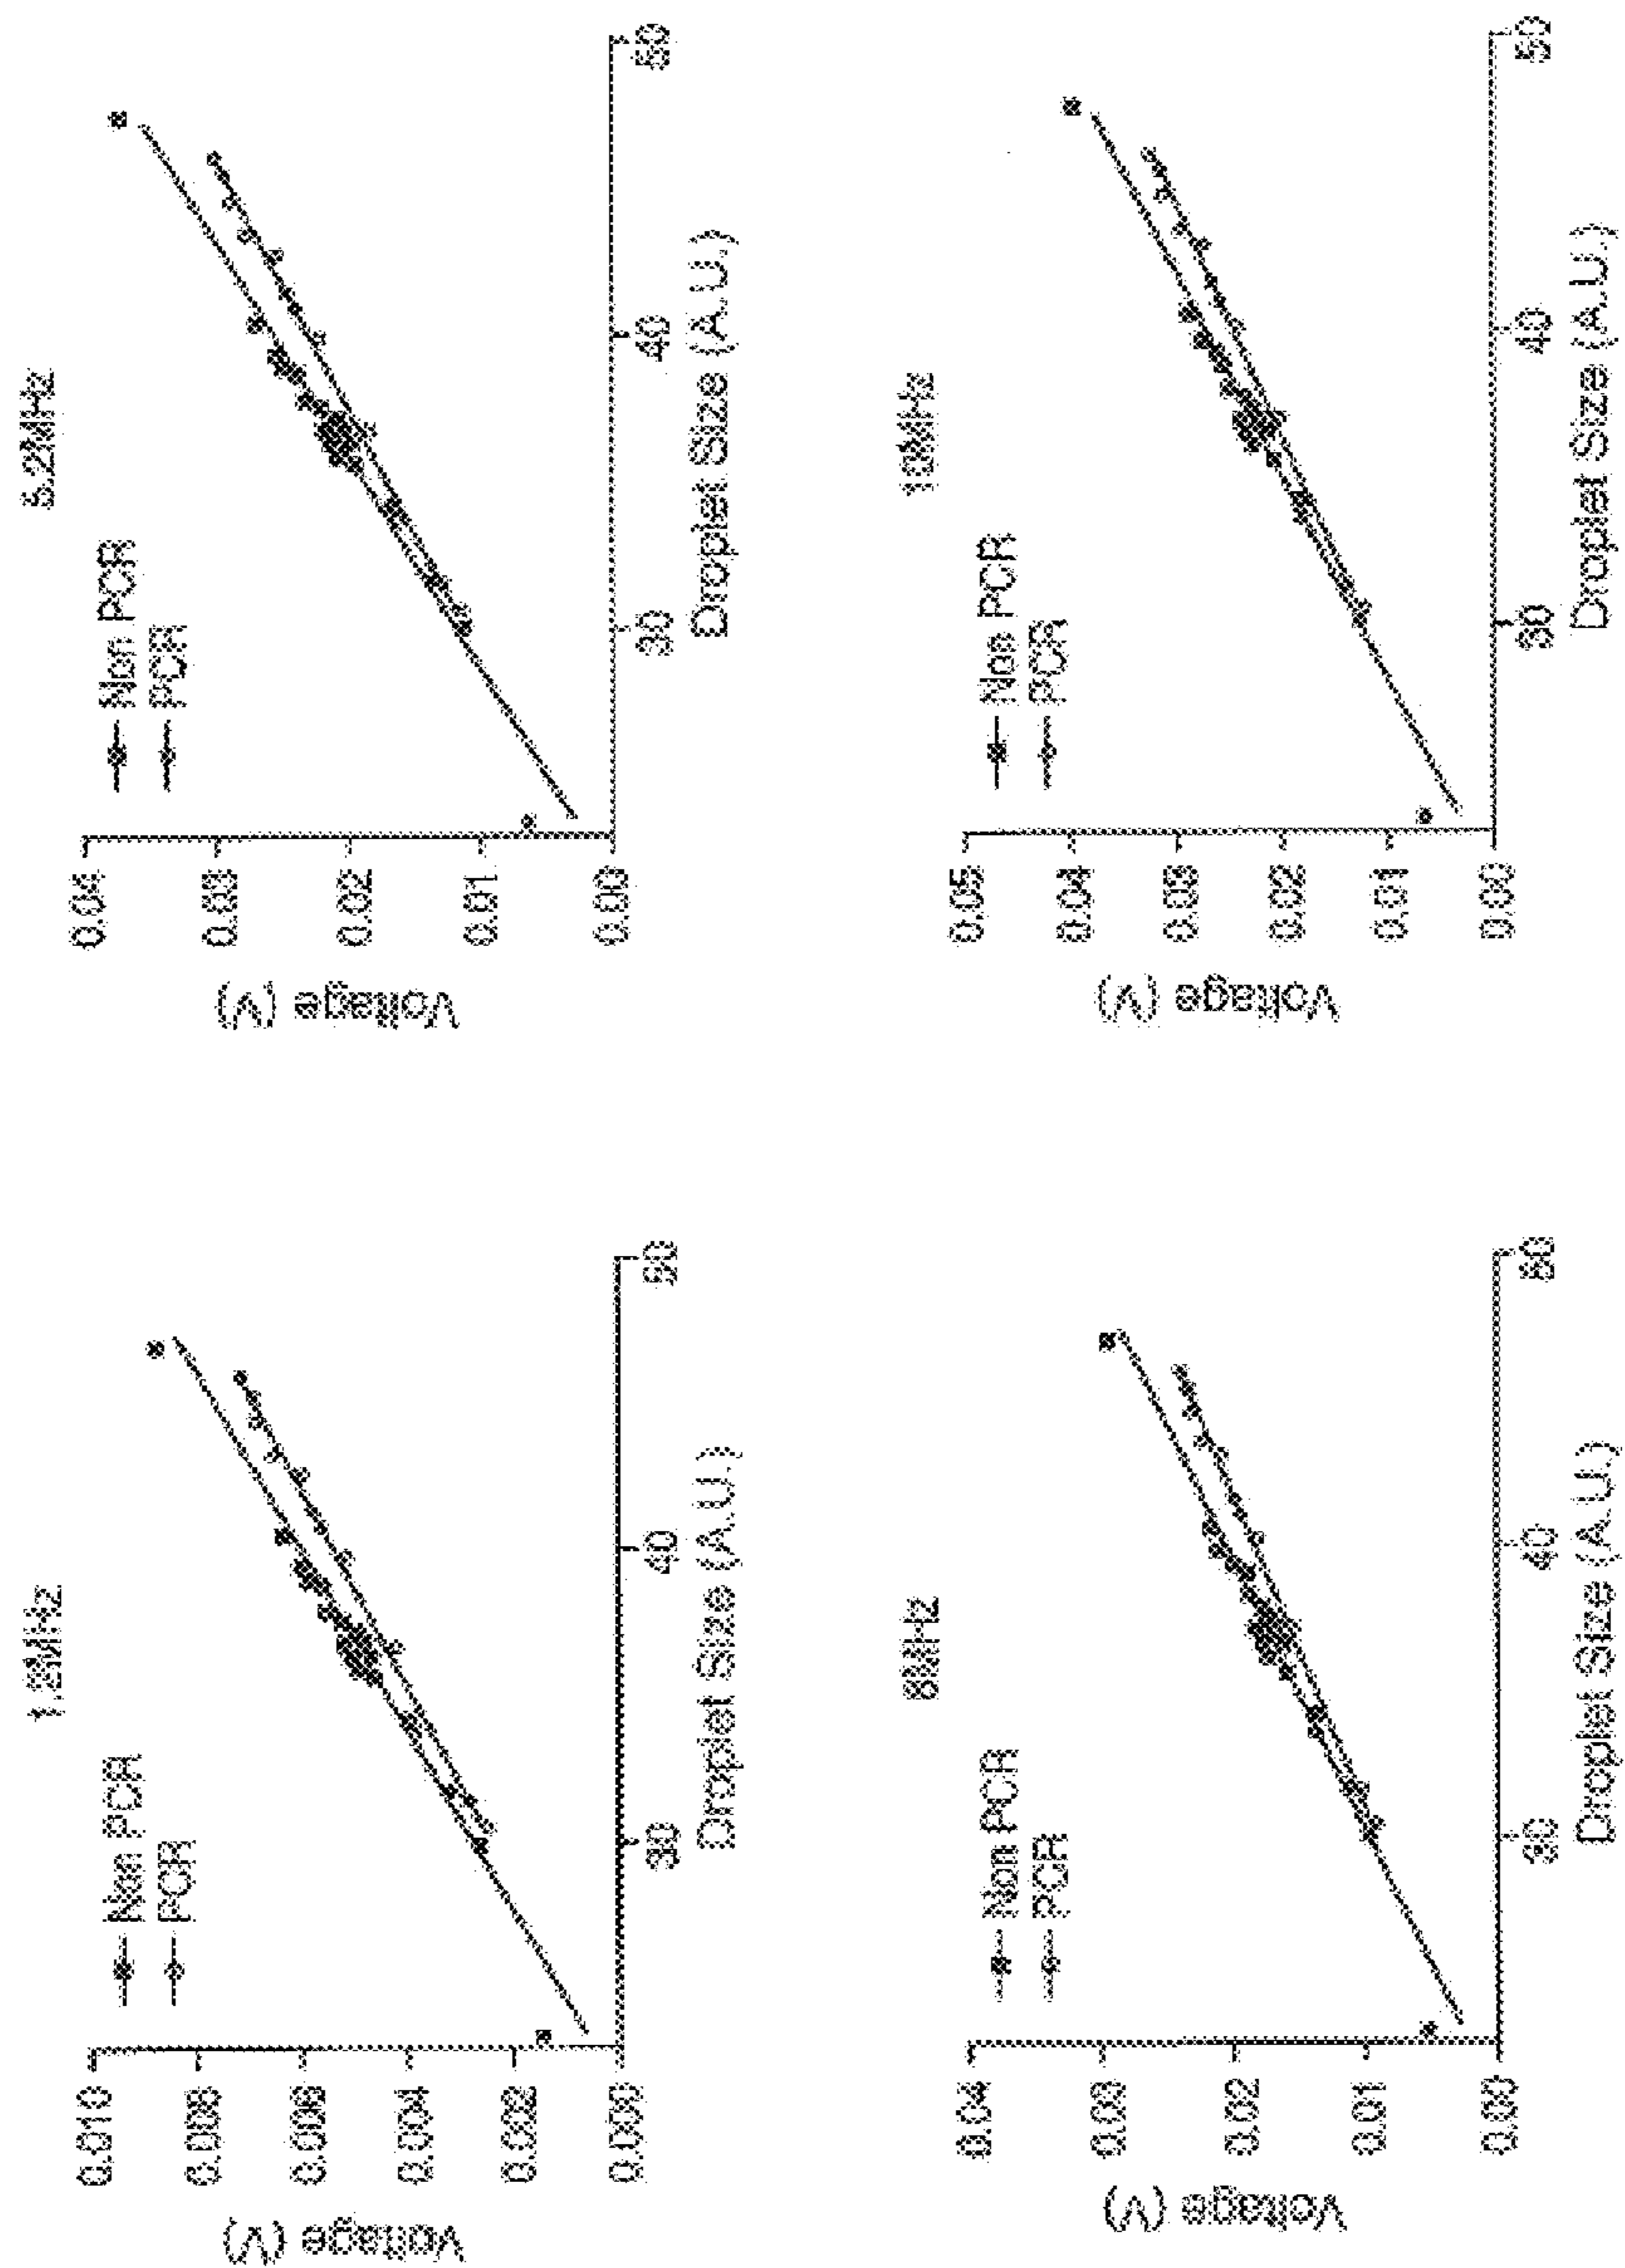 Non PCR
PCR
Voltage (V)
0.010
0.008
0.006
0.004
0.002
0.000
30
40
50
Droplet Size (A.U.)
5.2MHz
Non PCR
PCR
Voltage (V)
0.04
0.03
0.02
0.01
0.00
30
40
50
Droplet Size (A.U.)
8MHz
Non PCR
PCR
Voltage (V)
0.04
0.03
0.02
0.01
0.00
30
40
50
Droplet Size (A.U.)
10MHz
Non PCR
PCR
Voltage (V)
0.05
0.04
0.03
0.02
0.01
0.00
30
40
50
Droplet Size (A.U.)